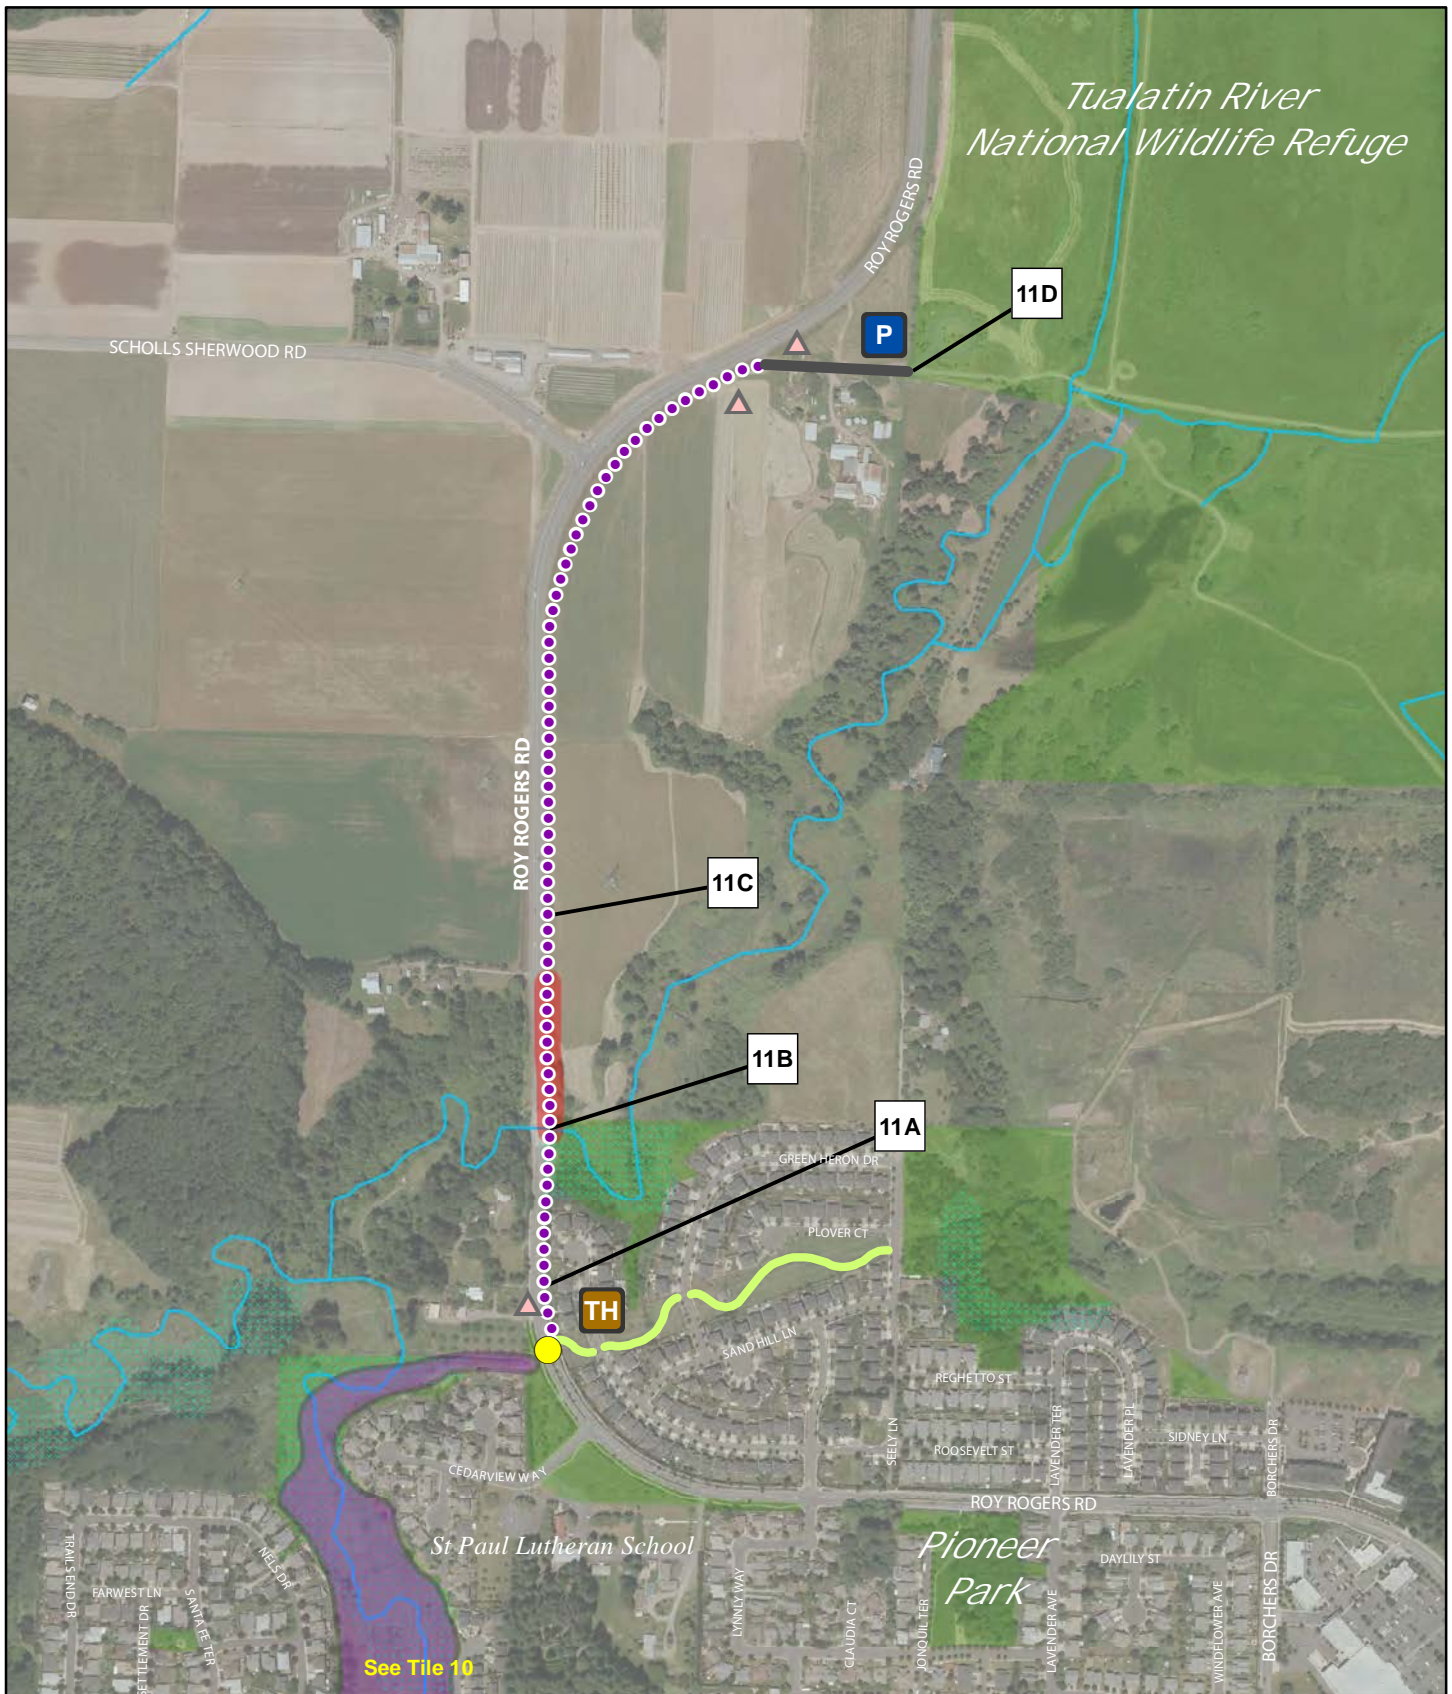 Tualatin River
National Wildlife Refuge
ROY ROGERS RD
11D
P
SCHOLLS SHERWOOD RD
ROY ROGERS RD
11C
11B
11A
GREEN HERON DR
PLOVER CT
TH
SAND HILL LN
REGHETTO ST
LAVENDER TER
LAVENDER PL
SIDNEY LN
BORCHERS DR
SEELY LN
ROOSEVELT ST
CEDARVIEW WAY
ROY ROGERS RD
St Paul Lutheran School
Pioneer
Park
DAYLILY ST
TRAILS END DR
NELS DR
FARWEST LN
SETTLEMENT DR
SANTA FE TER
LYNNLY WAY
CLAUDIA CT
JONQUIL TER
LAVENDER AVE
WINDFLOWER AVE
BORCHERS DR
See Tile 10